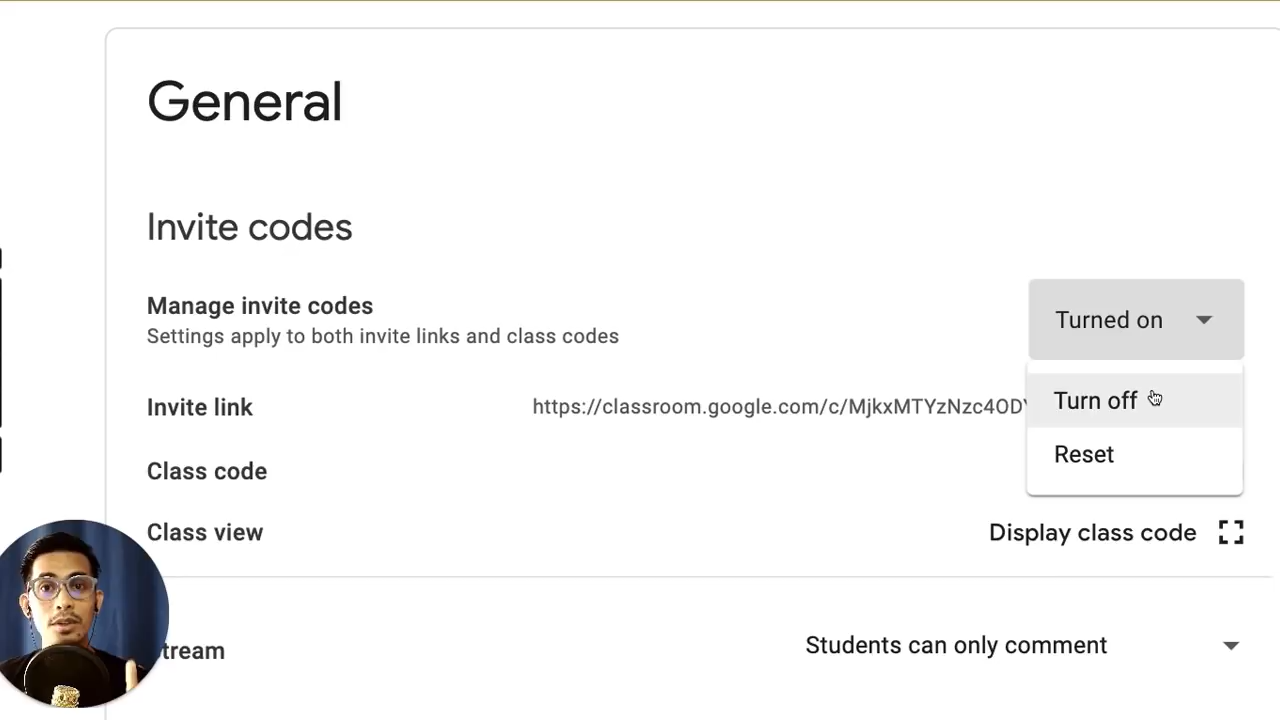 General
Invite codes
Manage invite codes
Turned on
Settings apply to both invite links and class codes
Invite link
https://classroom.google.com/c/MjkxMTYzNzc4OD
Turn off
Reset
Class code
Class view
Display class code
tream
Students can only comment